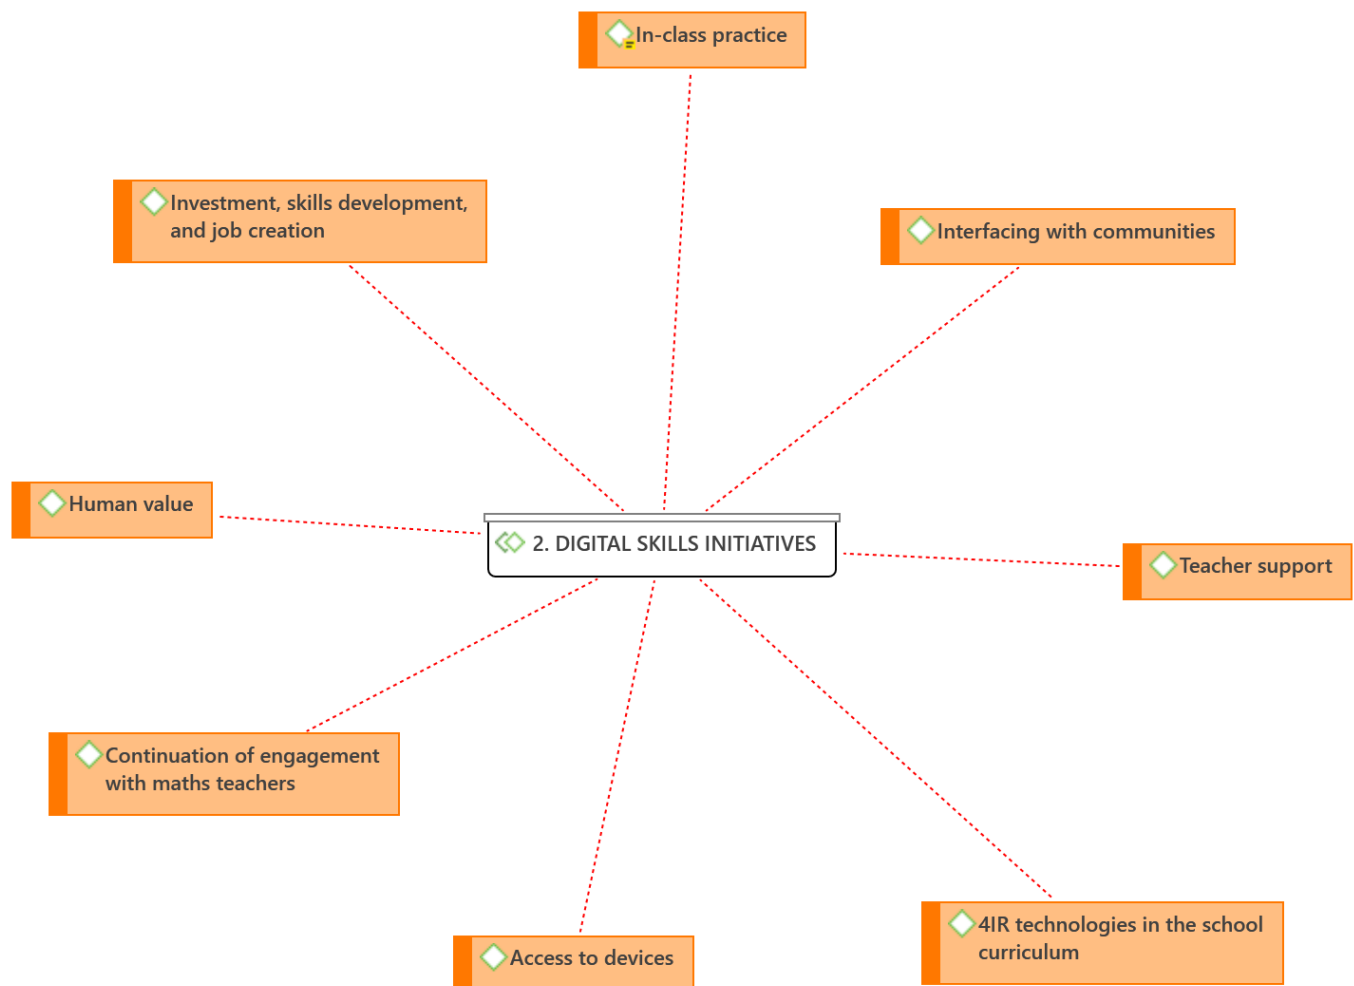 In-class practice
Investment, skills development,
and job creation
Interfacing with communities
Human value
2. DIGITAL SKILLS INITIATIVES
Teacher support
Continuation of engagement
with maths teachers
4IR technologies in the school
curriculum
Access to devices